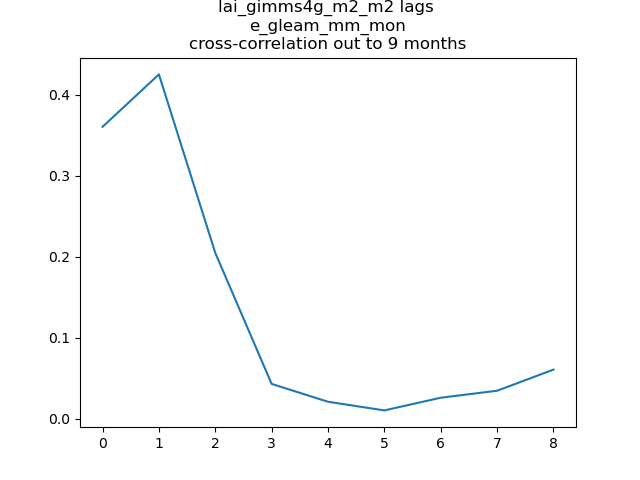 lai_gimms4g_m2_m2 lags
e_gleam_mm_mon
cross-correlation out to 9 months
0.4
0.3
0.2
0.1
0.0
0 1 2 3 4 5 6 7 8